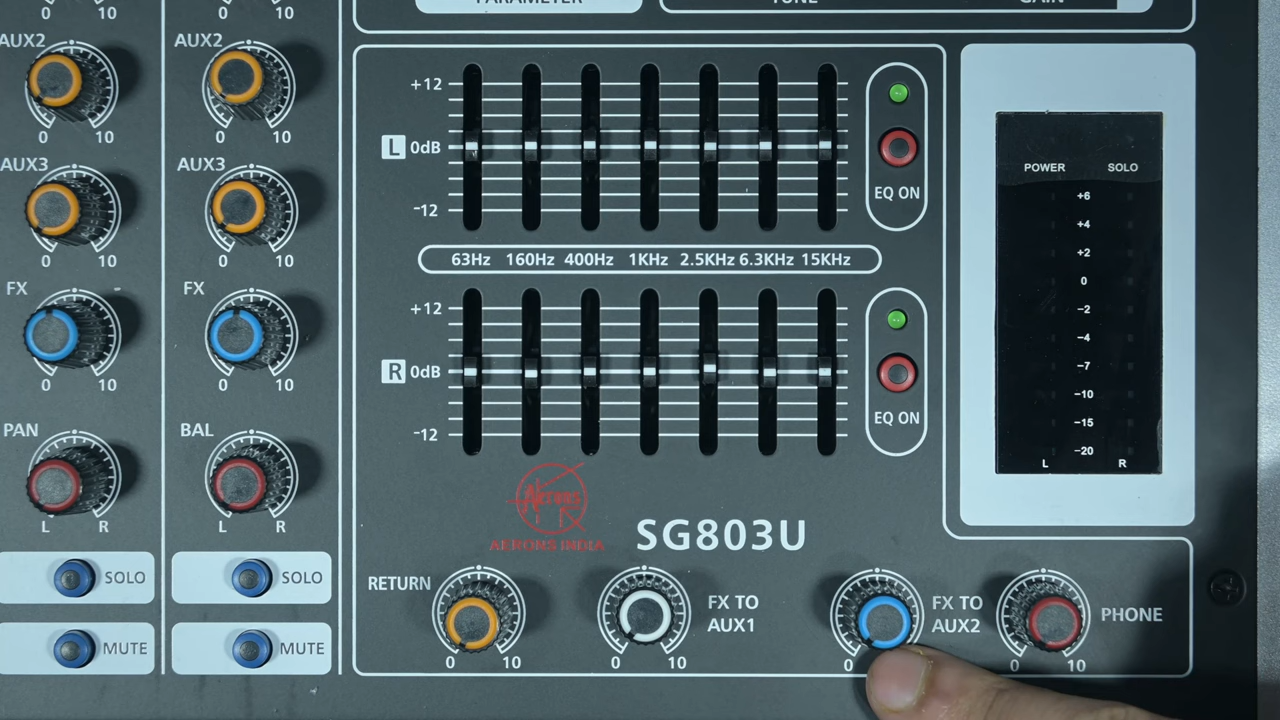 PARAMETER
TONE
GAIN
0 10
0 10
AUX2
0 10
AUX2
0 10
AUX3
0 10
AUX3
0 10
FX
0 10
FX
0 10
PAN
L R
BAL
L R
SOLO
SOLO
MUTE
MUTE
+12
L 0dB
-12
EQ ON
63Hz 160Hz 400Hz 1KHz 2.5KHz 6.3KHz 15KHz
+12
R 0dB
-12
EQ ON
POWER SOLO
+6
+4
+2
0
-2
-4
-7
-10
-15
-20
L R
AERONS
AERONS INDIA
SG803U
RETURN
0 10
FX TO
AUX1
0 10
FX TO
AUX2
0
PHONE
0 10